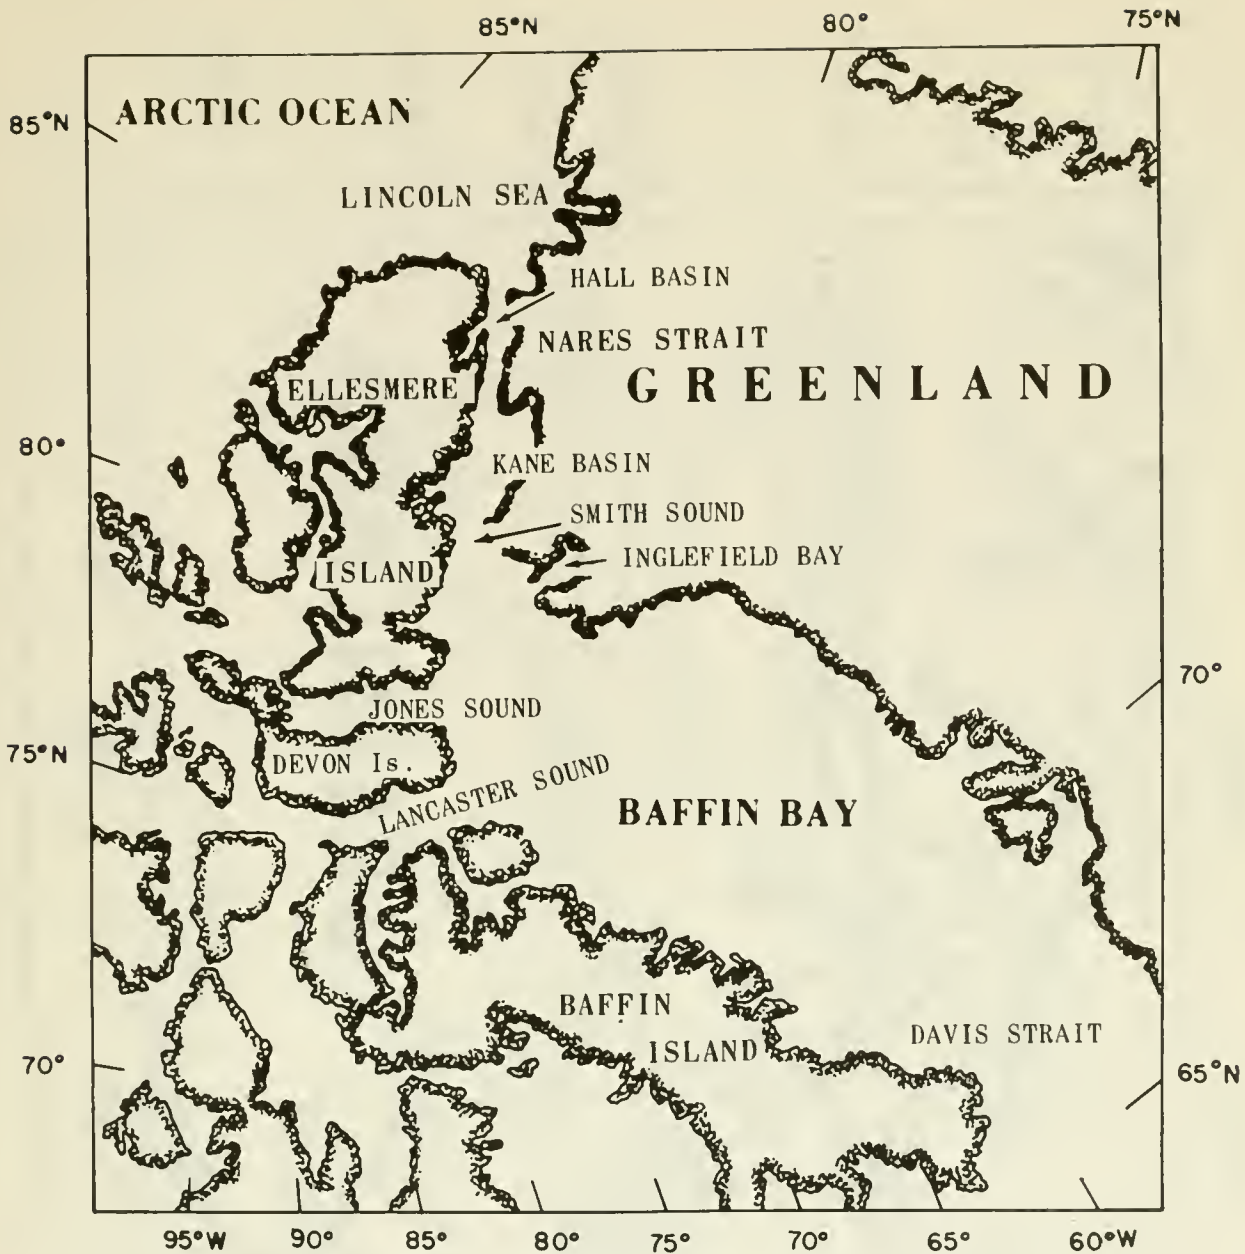 85°N 80° 75°N
85°N
ARCTIC OCEAN
LINCOLN SEA
HALL BASIN
NARES STRAIT
GREENLAND
ELLESMERE
80°
KANE BASIN
SMITH SOUND
INGLEFIELD BAY
ISLAND
70°
JONES SOUND
75°N
DEVON Is.
LANCASTER SOUND
BAFFIN BAY
BAFFIN
ISLAND
DAVIS STRAIT
70°
65°N
95°W 90° 85° 80° 75° 70° 65° 60°W